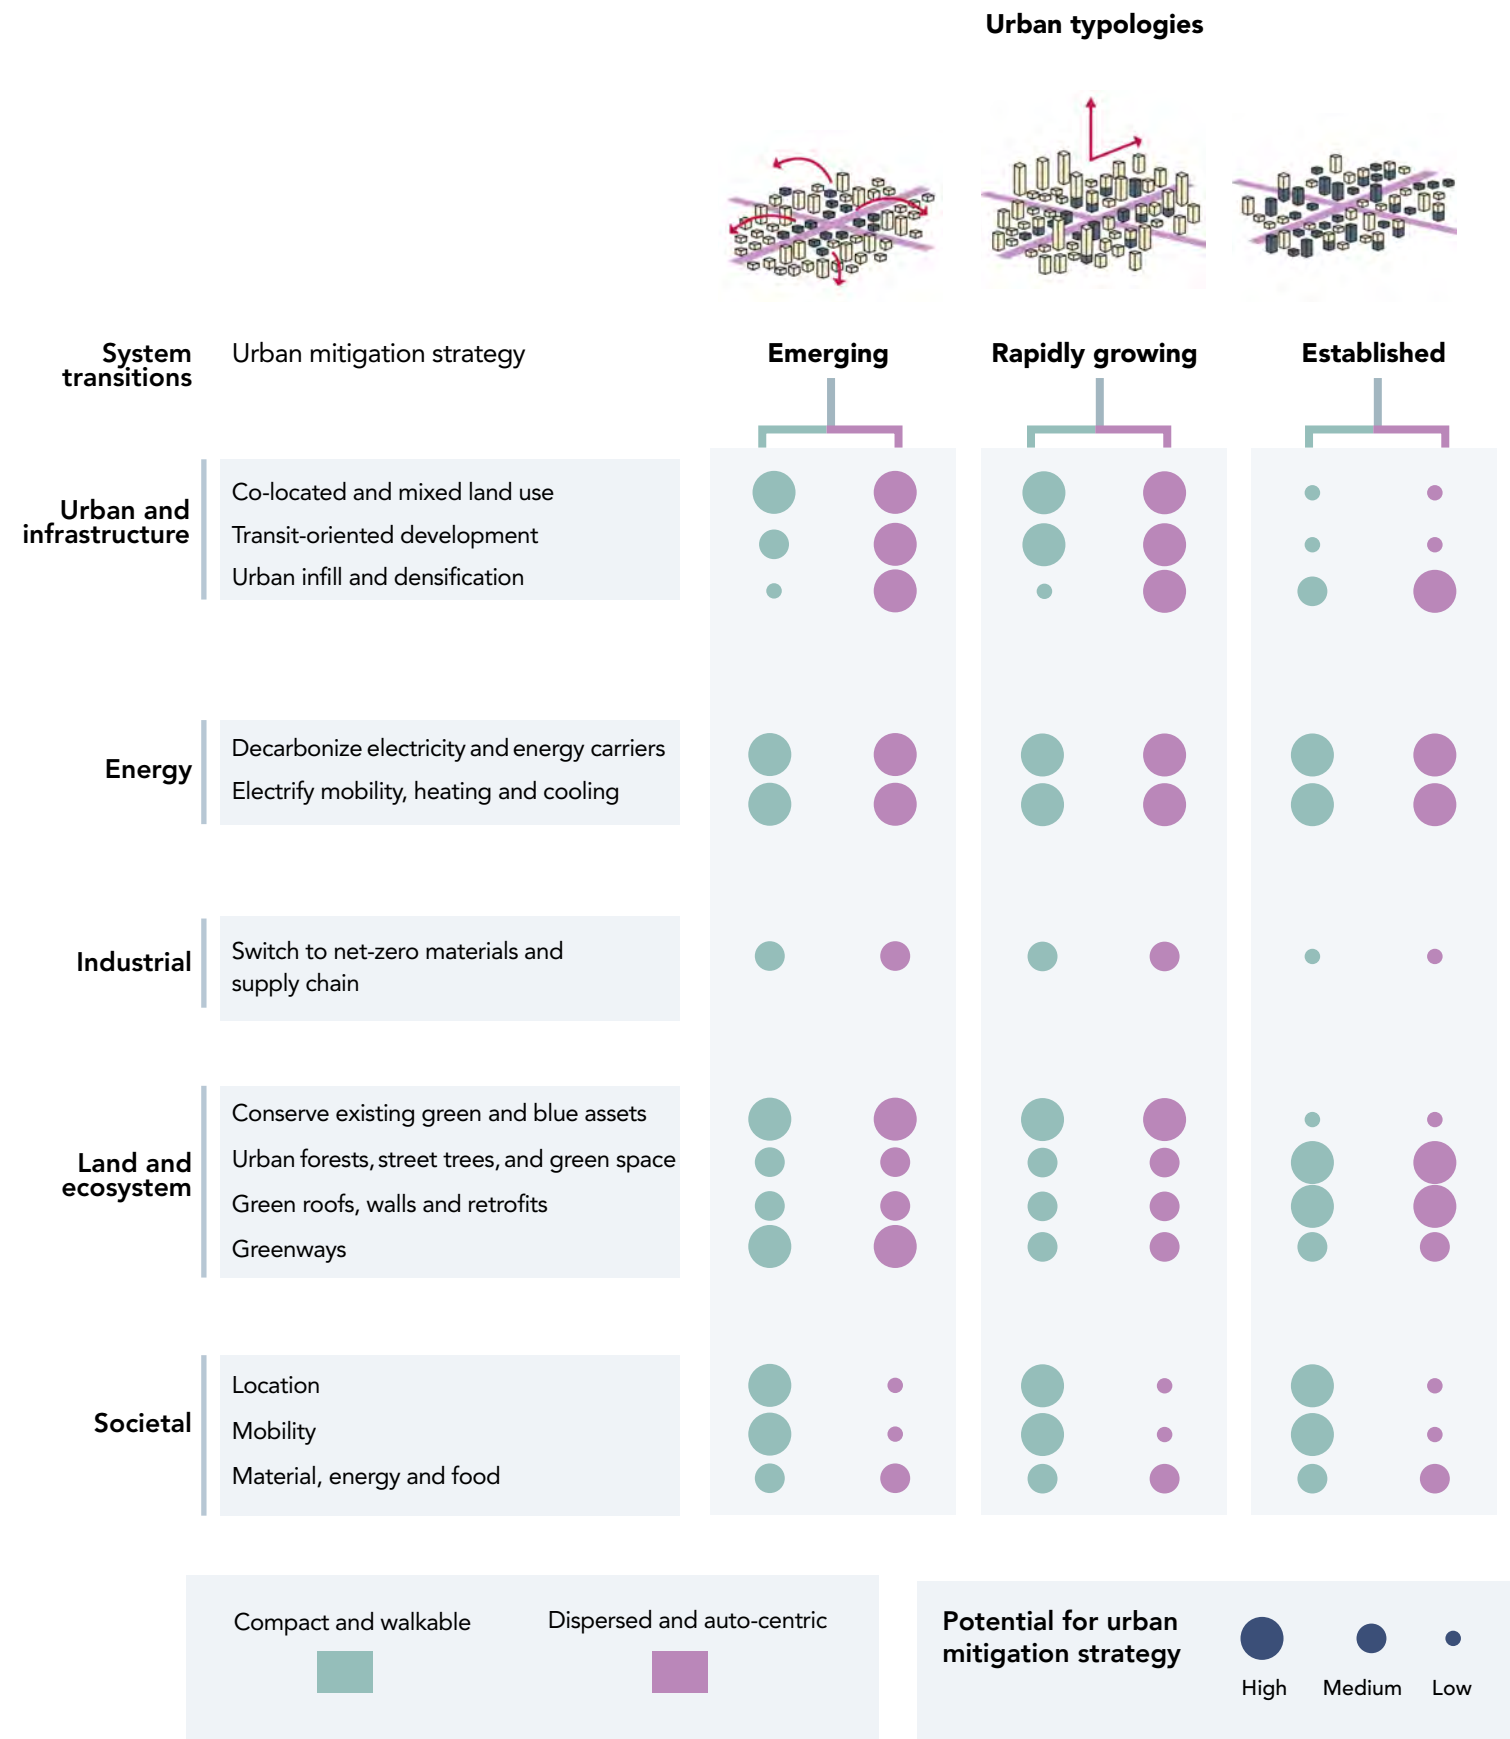 Urban typologies
System
transitions
Urban mitigation strategy
Emerging
Rapidly growing
Established
Urban and
infrastructure
Co-located and mixed land use
Transit-oriented development
Urban infill and densification
Energy
Decarbonize electricity and energy carriers
Electrify mobility, heating and cooling
Industrial
Switch to net-zero materials and
supply chain
Land and
ecosystem
Conserve existing green and blue assets
Urban forests, street trees, and green space
Green roofs, walls and retrofits
Greenways
Societal
Location
Mobility
Material, energy and food
Compact and walkable
Dispersed and auto-centric
Potential for urban
mitigation strategy
High
Medium
Low